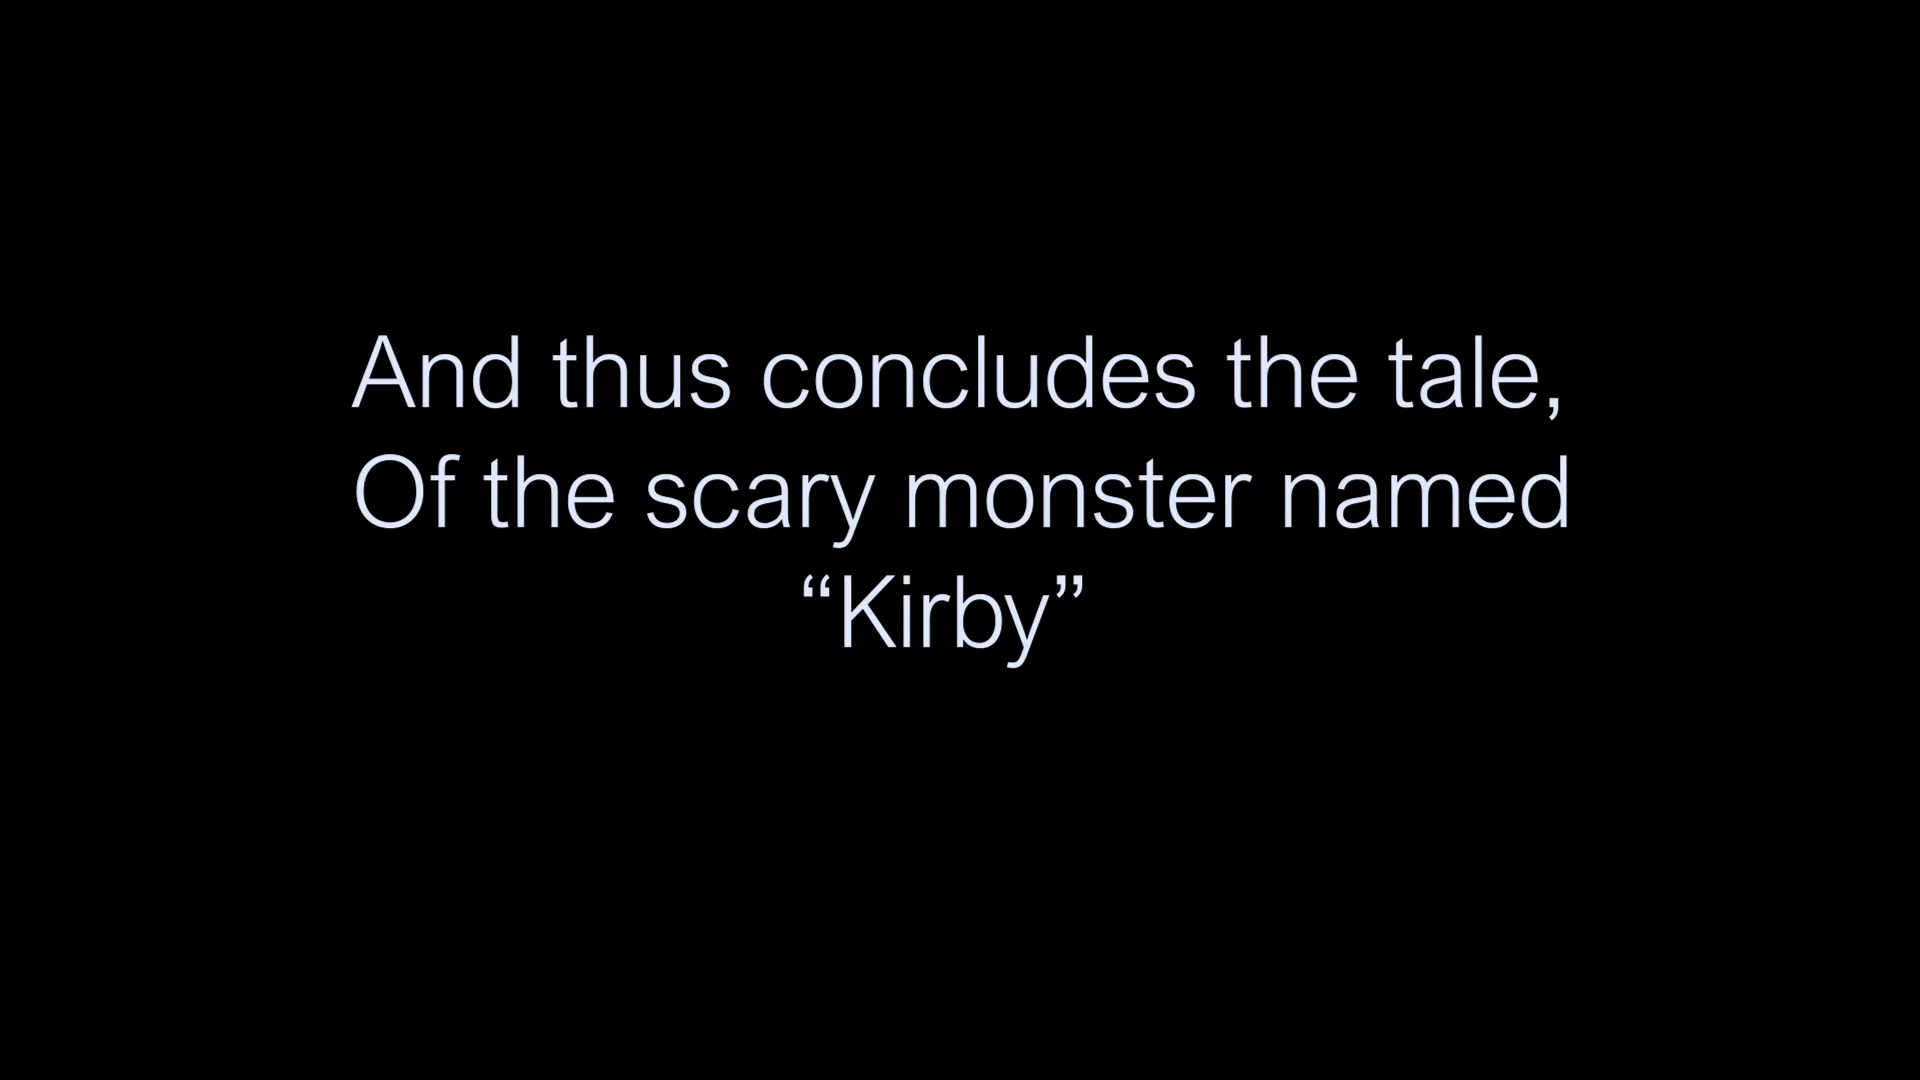 And thus concludes the tale,
Of the scary monster named
“Kirby”